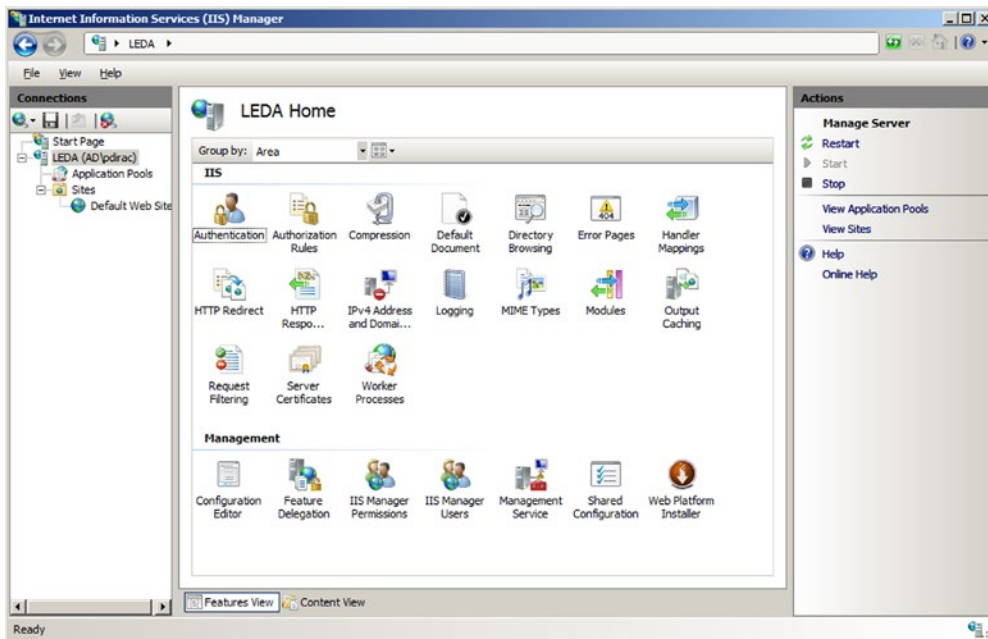 Internet Information Services (IIS) Manager
LEDA
File View Help
Connections
Start Page
LEDA (AD\pdirac)
Application Pools
Sites
Default Web Site
LEDA Home
Group by: Area
IIS
Authentication
Authorization Rules
Compression
Default Document
Directory Browsing
404
Error Pages
Handler Mappings
HTTP Redirect
HTTP Respo...
IPv4 Address and Domai...
Logging
MIME Types
Modules
Output Caching
Request Filtering
Server Certificates
Worker Processes
Management
Configuration Editor
Feature Delegation
IIS Manager Permissions
IIS Manager Users
Management Service
Shared Configuration
Web Platform Installer
Features View
Content View
Actions
Manage Server
Restart
Start
Stop
View Application Pools
View Sites
Help
Online Help
Ready